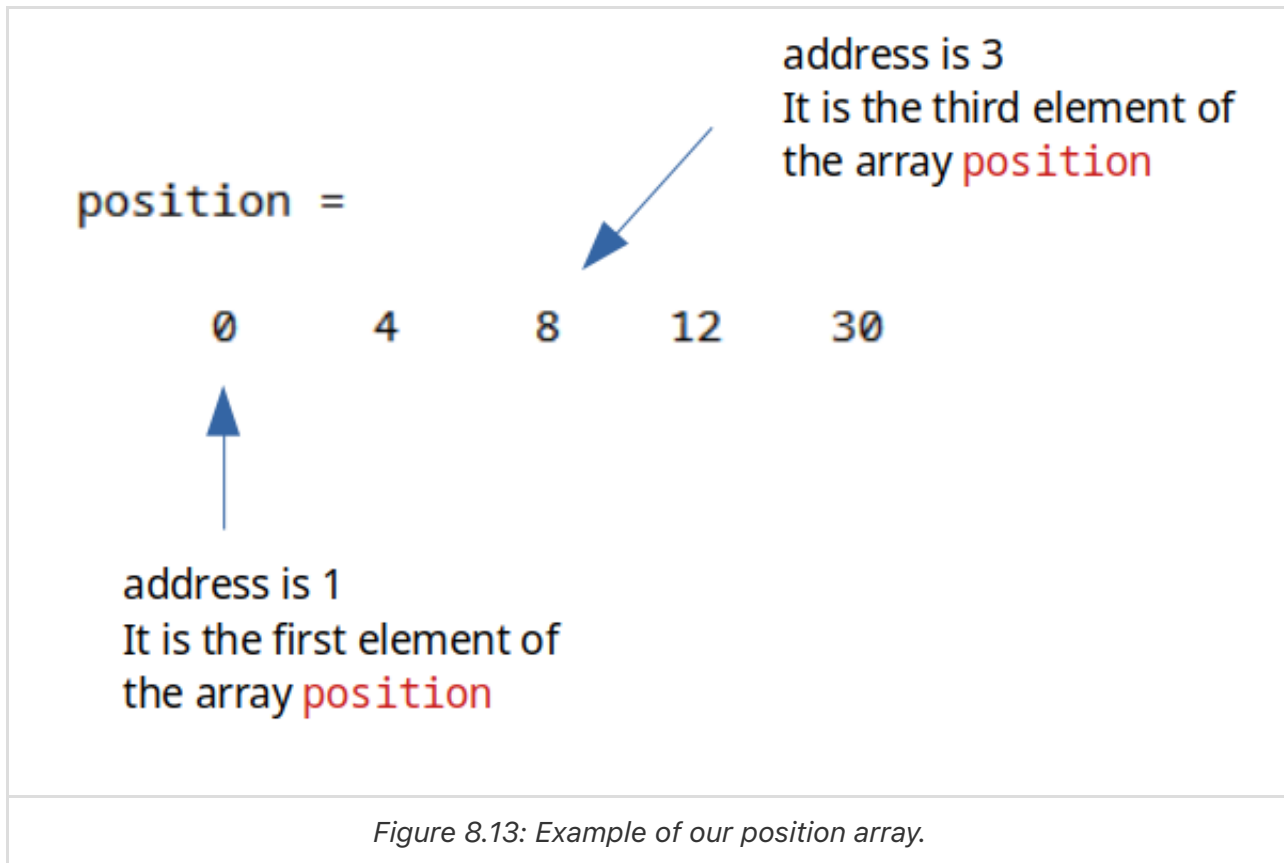 address is 3
It is the third element of
the array position
position =
0 4 8 12 30
address is 1
It is the first element of
the array position
Figure 8.13: Example of our position array.